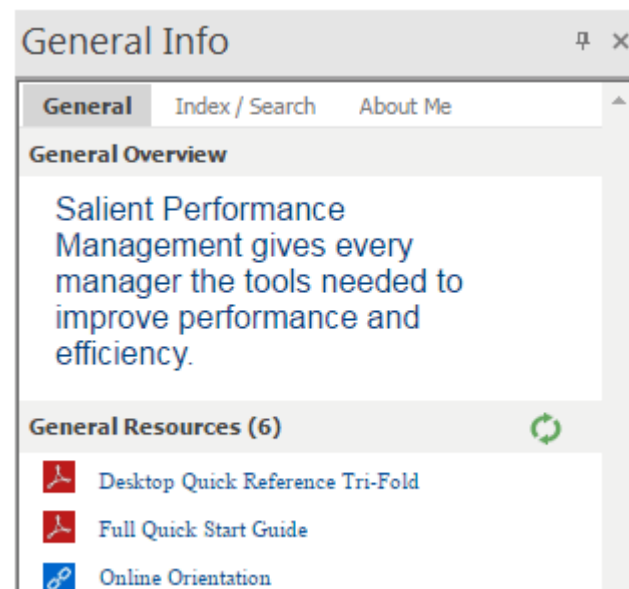 General Info
General Index / Search About Me
General Overview
Salient Performance
Management gives every
manager the tools needed to
improve performance and
efficiency.
General Resources (6)
Desktop Quick Reference Tri-Fold
Full Quick Start Guide
Online Orientation